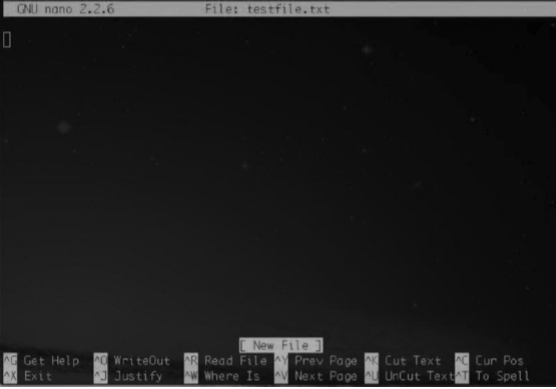 GNU nano 2.2.6 File: testfile.txt
[ New File ]
^G Get Help ^O WriteOut ^R Read File ^Y Prev Page ^K Cut Text ^C Cur Pos
^X Exit ^J Justify ^W Where Is ^V Next Page ^U UnCut Text ^T To Spell